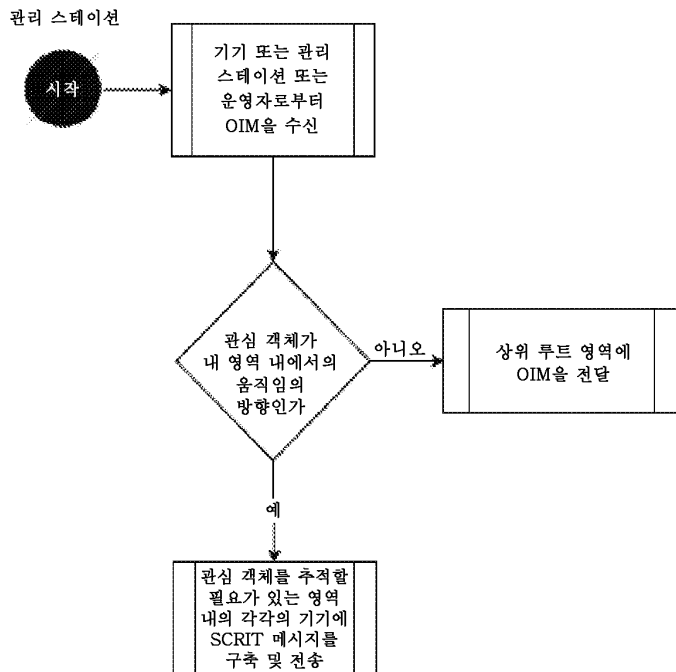 관리 스테이션
시작
기기 또는 관리
스테이션 또는
운영자로부터
OIM을 수신
관심 객체가
내 영역 내에서의
움직임의
방향인가
아니오
상위 루트 영역에
OIM을 전달
예
관심 객체를 추적할
필요가 있는 영역
내의 각각의 기기에
SCRIT 메시지를
구축 및 전송